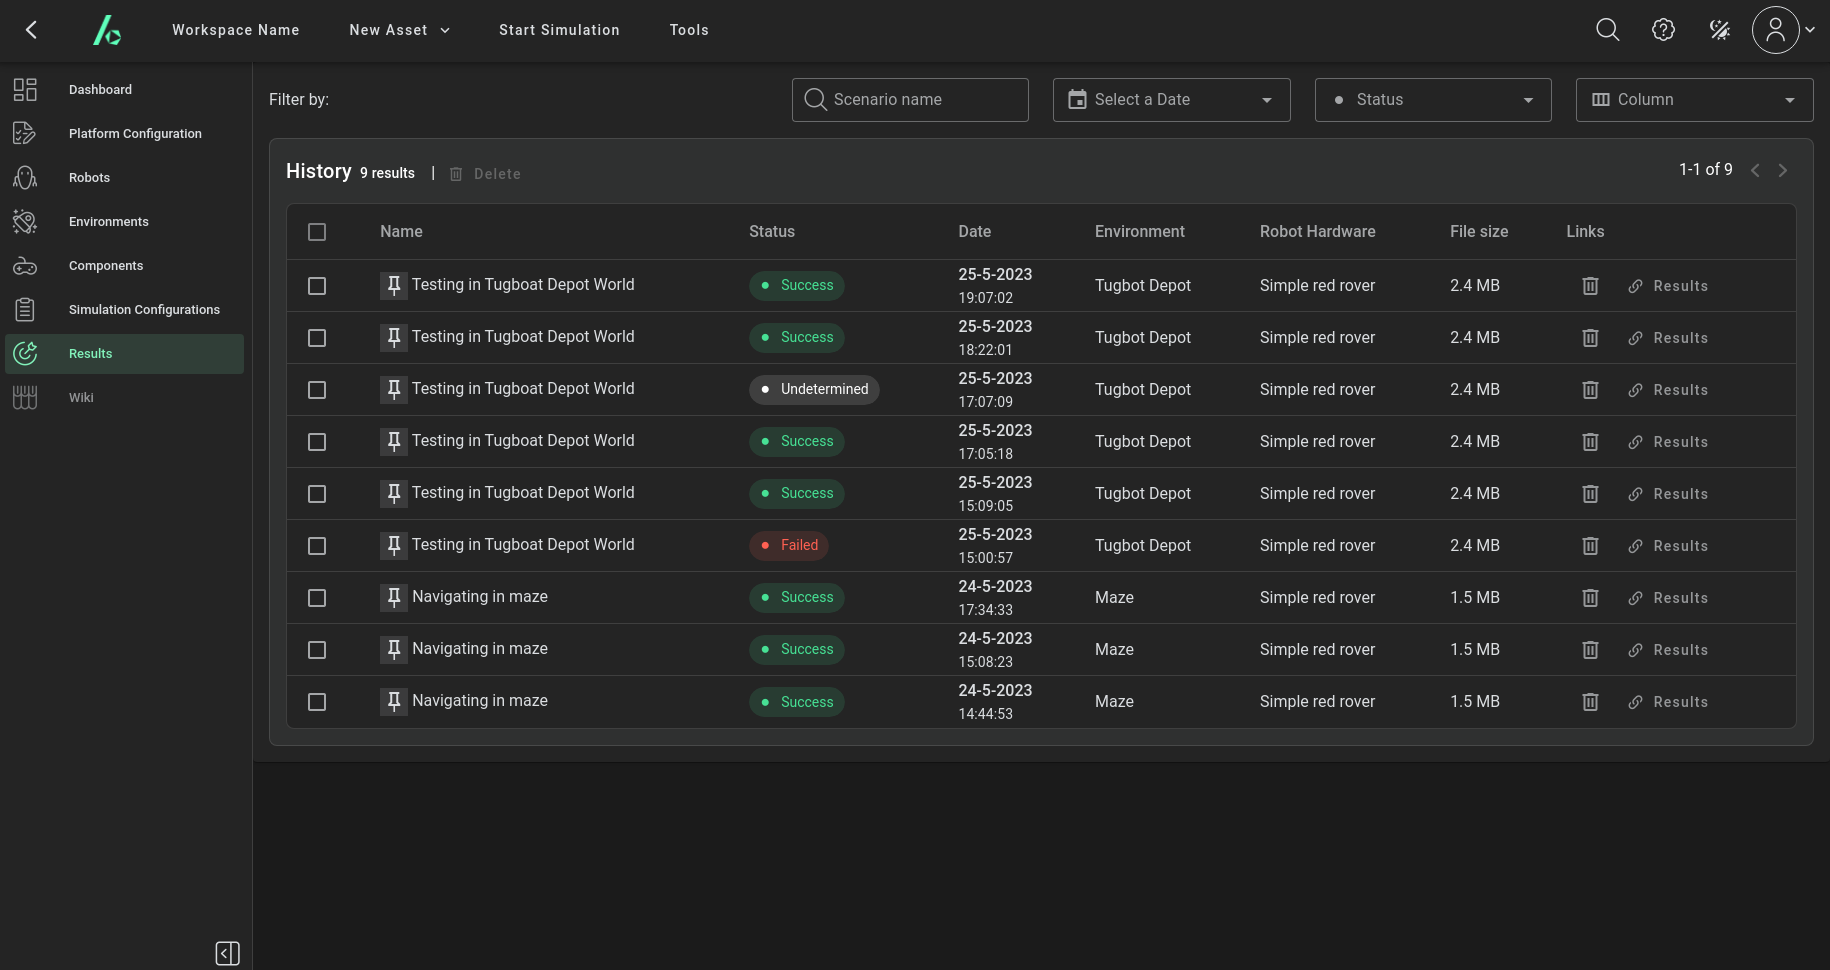 Workspace Name New Asset Start Simulation Tools
Dashboard
Platform Configuration
Robots
Environments
Components
Simulation Configurations
Results
Wiki
Filter by: Scenario name Select a Date Status Column
History 9 results | Delete 1-1 of 9
Name Status Date Environment Robot Hardware File size Links
Testing in Tugboat Depot World Success 25-5-2023 19:07:02 Tugbot Depot Simple red rover 2.4 MB Results
Testing in Tugboat Depot World Success 25-5-2023 18:22:01 Tugbot Depot Simple red rover 2.4 MB Results
Testing in Tugboat Depot World Undetermined 25-5-2023 17:07:09 Tugbot Depot Simple red rover 2.4 MB Results
Testing in Tugboat Depot World Success 25-5-2023 17:05:18 Tugbot Depot Simple red rover 2.4 MB Results
Testing in Tugboat Depot World Success 25-5-2023 15:09:05 Tugbot Depot Simple red rover 2.4 MB Results
Testing in Tugboat Depot World Failed 25-5-2023 15:00:57 Tugbot Depot Simple red rover 2.4 MB Results
Navigating in maze Success 24-5-2023 17:34:33 Maze Simple red rover 1.5 MB Results
Navigating in maze Success 24-5-2023 15:08:23 Maze Simple red rover 1.5 MB Results
Navigating in maze Success 24-5-2023 14:44:53 Maze Simple red rover 1.5 MB Results